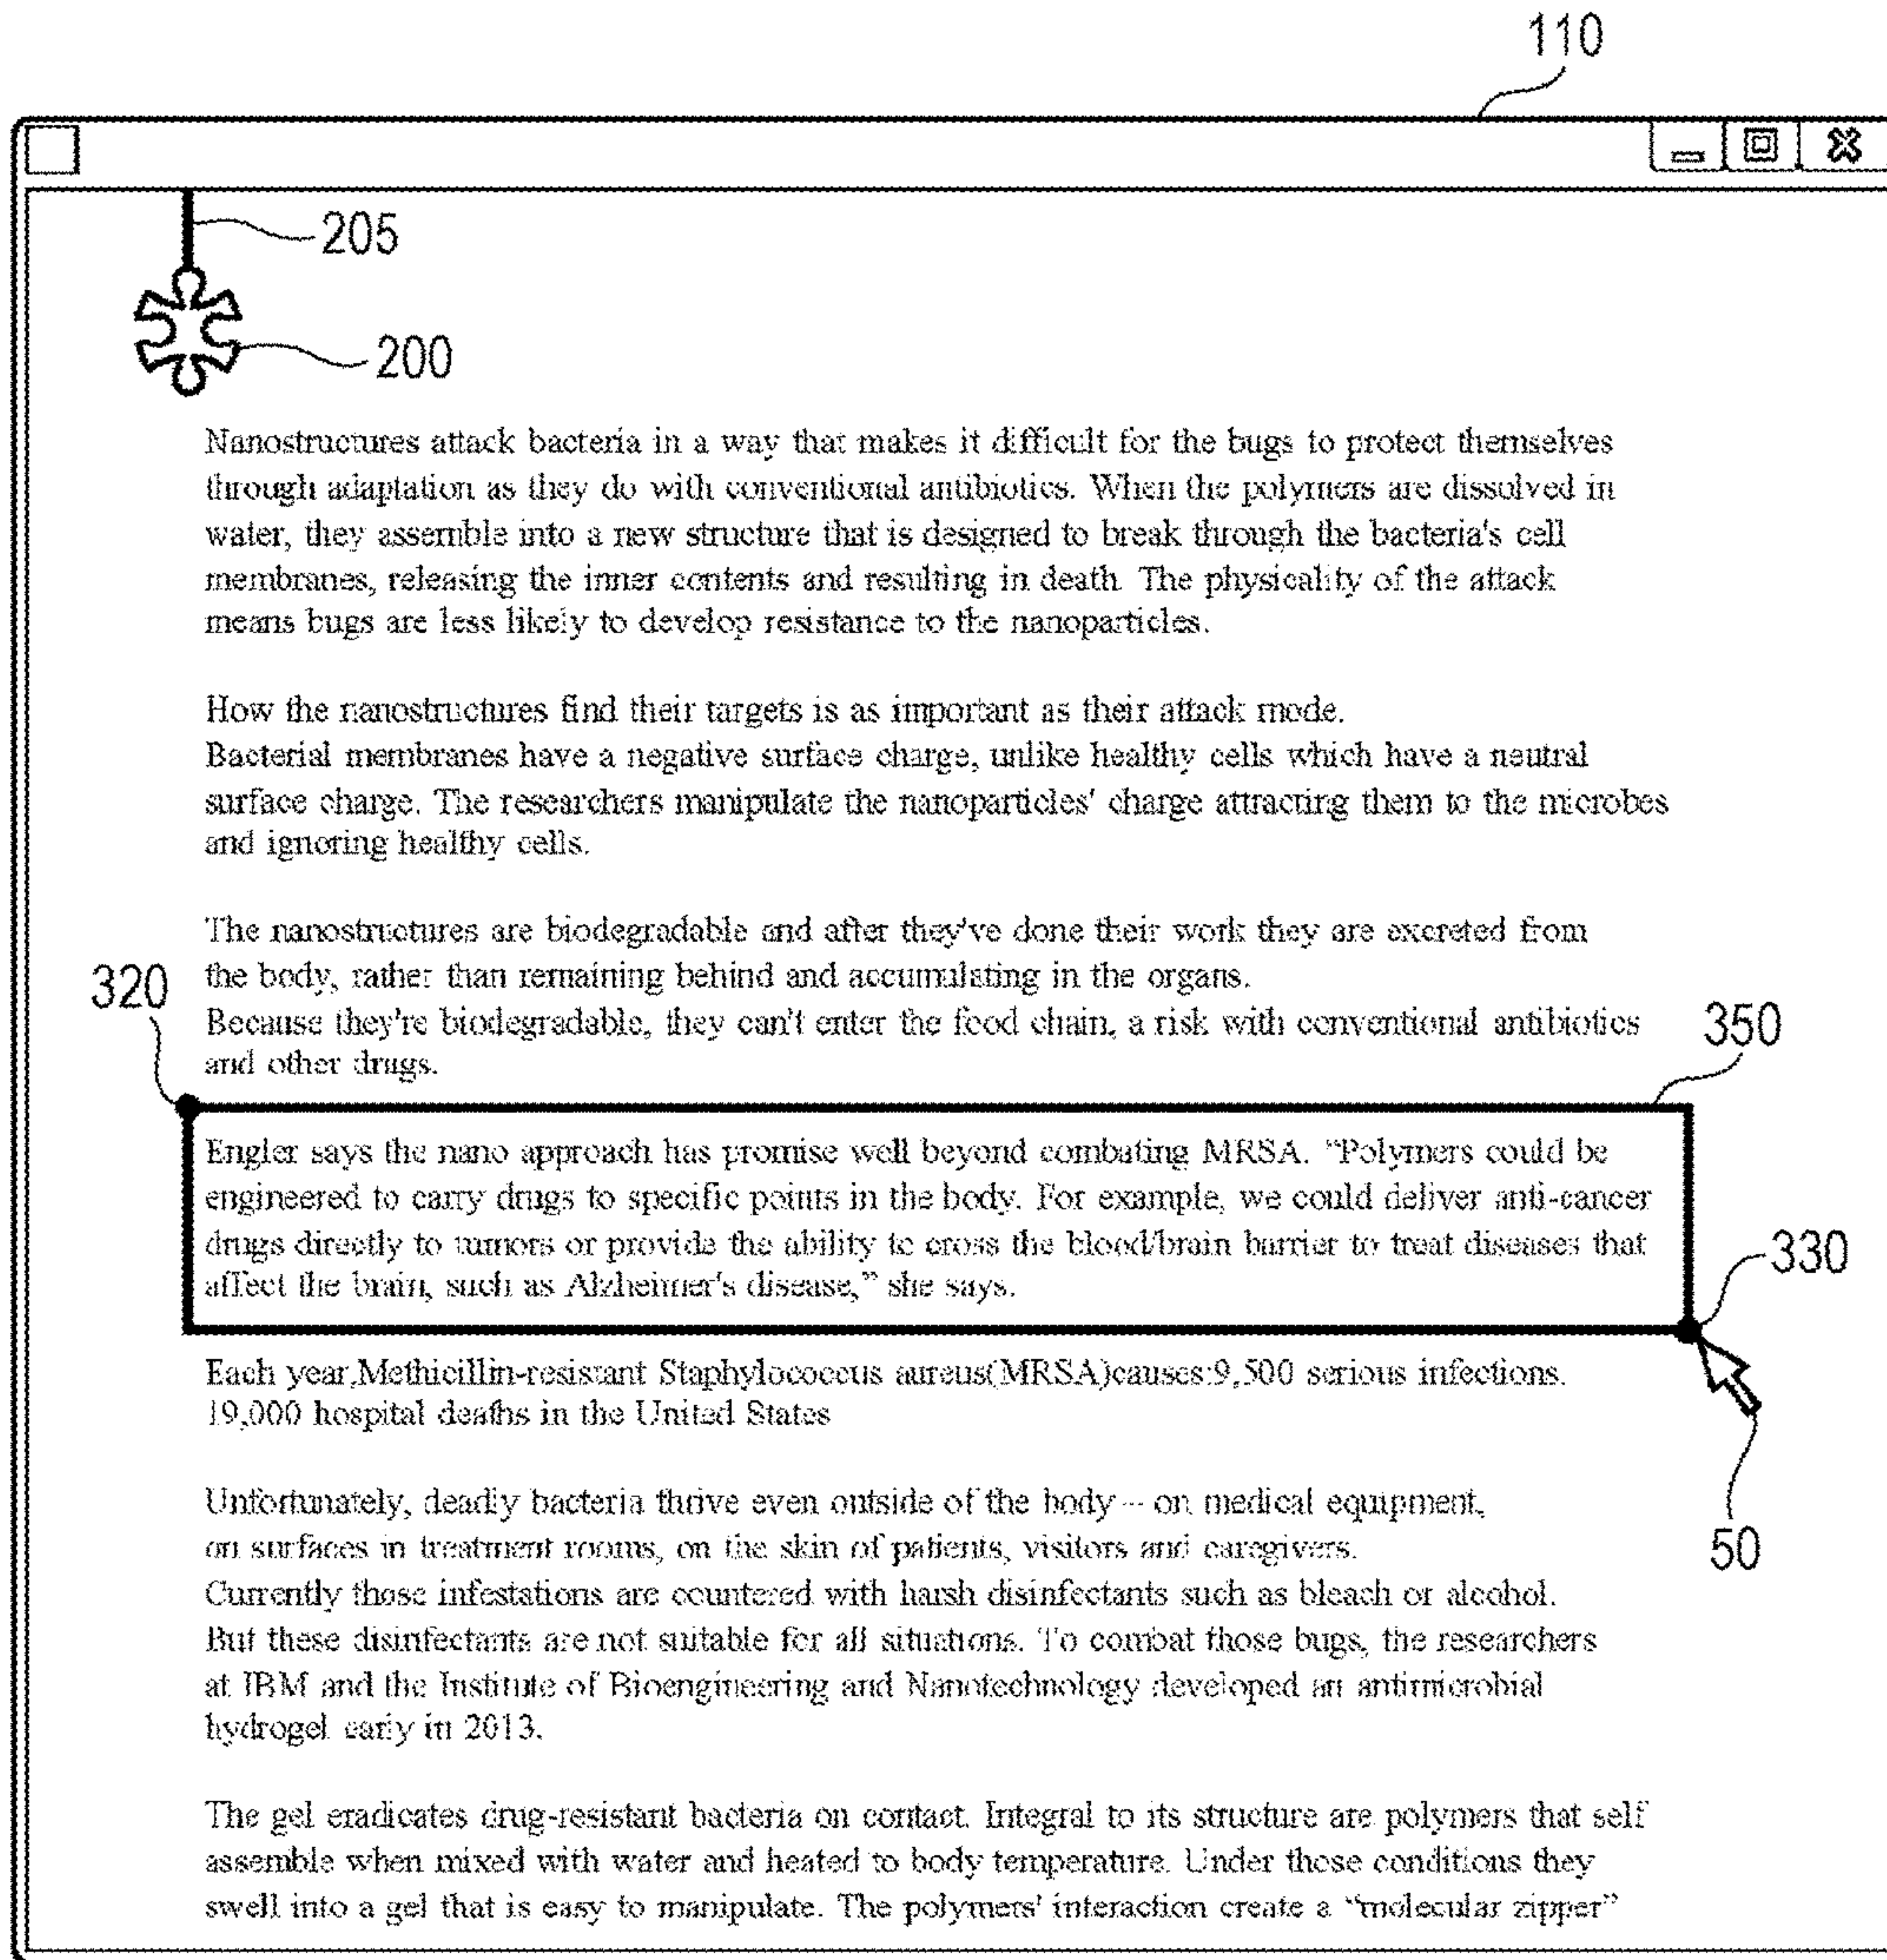 110
205
200
Nanostructures attack bacteria in a way that makes it difficult for the bugs to protect themselves
through adaptation as they do with conventional antibiotics. When the polymers are dissolved in
water, they assemble into a new structure that is designed to break through the bacteria's cell
membranes, releasing the inner contents and resulting in death. The physicality of the attack
means bugs are less likely to develop resistance to the nanoparticles.
How the nanostructures find their targets is as important as their attack mode.
Bacterial membranes have a negative surface charge, unlike healthy cells which have a neutral
surface charge. The researchers manipulate the nanoparticles' charge attracting them to the microbes
and ignoring healthy cells.
The nanostructures are biodegradable and after they've done their work they are excreted from
320
the body, rather than remaining behind and accumulating in the organs.
Because they're biodegradable, they can't enter the food chain, a risk with conventional antibiotics
350
and other drugs.
Engler says the nano approach has promise well beyond combating MRSA. “Polymers could be
engineered to carry drugs to specific points in the body. For example, we could deliver anti-cancer
drugs directly to tumors or provide the ability to cross the blood/brain barrier to treat diseases that
330
affect the brain, such as Alzheimer's disease,” she says.
Each year,Methicillin-resistant Staphylococcus aureus(MRSA)causes:9,500 serious infections.
19,000 hospital deaths in the United States
Unfortunately, deadly bacteria thrive even outside of the body -- on medical equipment,
on surfaces in treatment rooms, on the skin of patients, visitors and caregivers.
50
Currently those infestations are countered with harsh disinfectants such as bleach or alcohol.
But these disinfectants are not suitable for all situations. To combat those bugs, the researchers
at IBM and the Institute of Bioengineering and Nanotechnology developed an antimicrobial
hydrogel early in 2013.
The gel eradicates drug-resistant bacteria on contact. Integral to its structure are polymers that self
assemble when mixed with water and heated to body temperature. Under those conditions they
swell into a gel that is easy to manipulate. The polymers' interaction create a “molecular zipper”